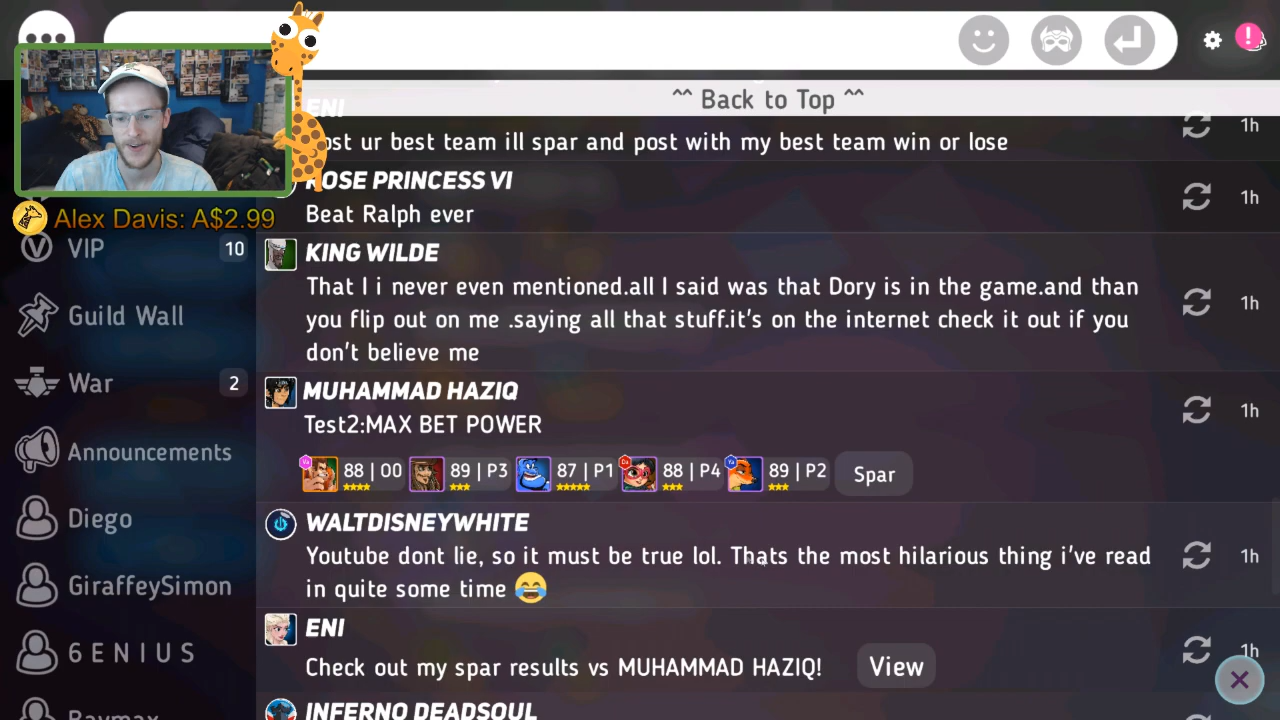 ^^ Back to Top ^^
ENI
ost ur best team ill spar and post with my best team win or lose
1h
ROSE PRINCESS VI
Beat Ralph ever
1h
Alex Davis: A$2.99
VIP 10
Guild Wall
War 2
Announcements
Diego
GiraffeySimon
6 E N I U S
Baymax
KING WILDE
That I i never even mentioned.all I said was that Dory is in the game.and than
you flip out on me .saying all that stuff.it's on the internet check it out if you
don't believe me
1h
MUHAMMAD HAZIQ
Test2:MAX BET POWER
1h
88 | 00 89 | P3 87 | P1 88 | P4 89 | P2 Spar
WALTDISNEYWHITE
Youtube dont lie, so it must be true lol. Thats the most hilarious thing i've read
in quite some time 😂
1h
ENI
Check out my spar results vs MUHAMMAD HAZIQ! View
1h
INFERNO DEADSOUL